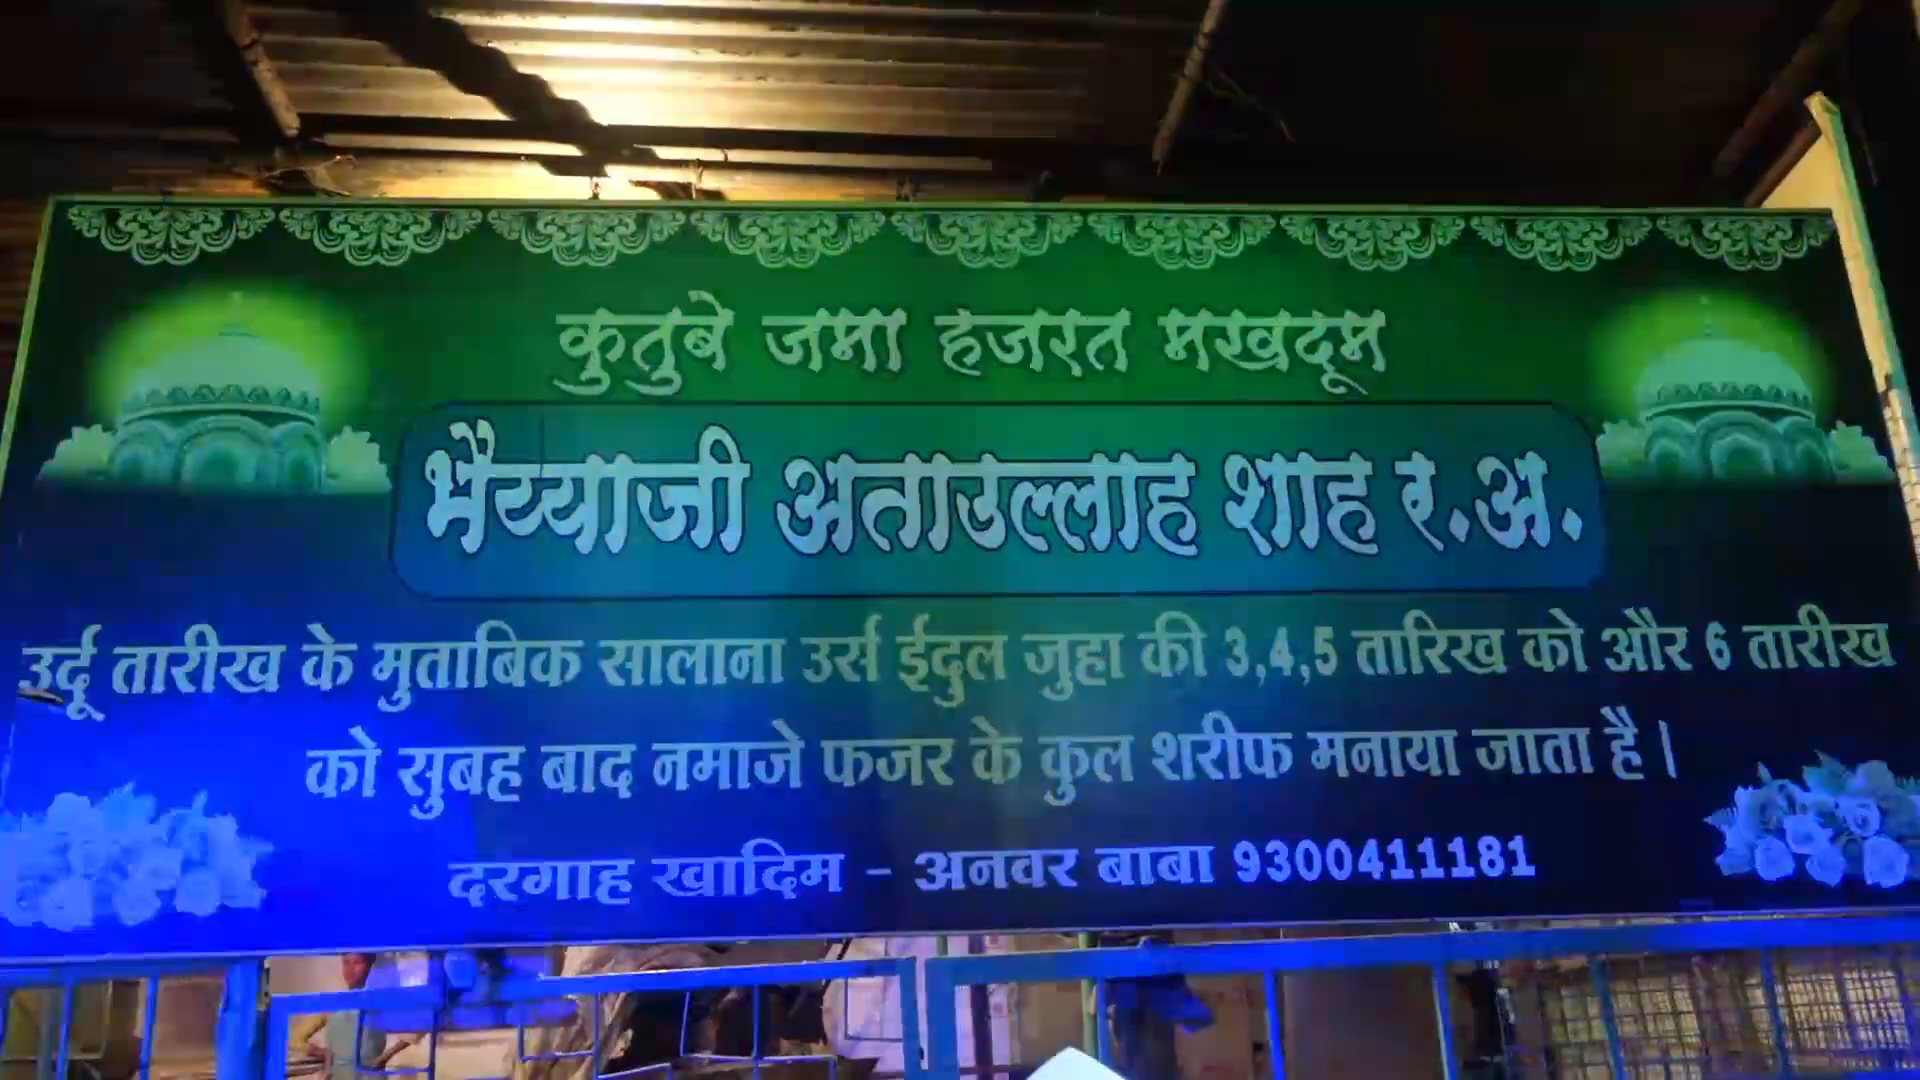 कुतुबे जमा हजरत मखदूम
भैय्याजी अताउल्लाह शाह र.अ.
उर्दू तारीख के मुताबिक सालाना उर्स ईदुल जुहा की 3,4,5 तारिख को और 6 तारीख
को सुबह बाद नमाजे फजर के कुल शरीफ मनाया जाता है।
दरगाह खादिम - अनवर बाबा 9300411181